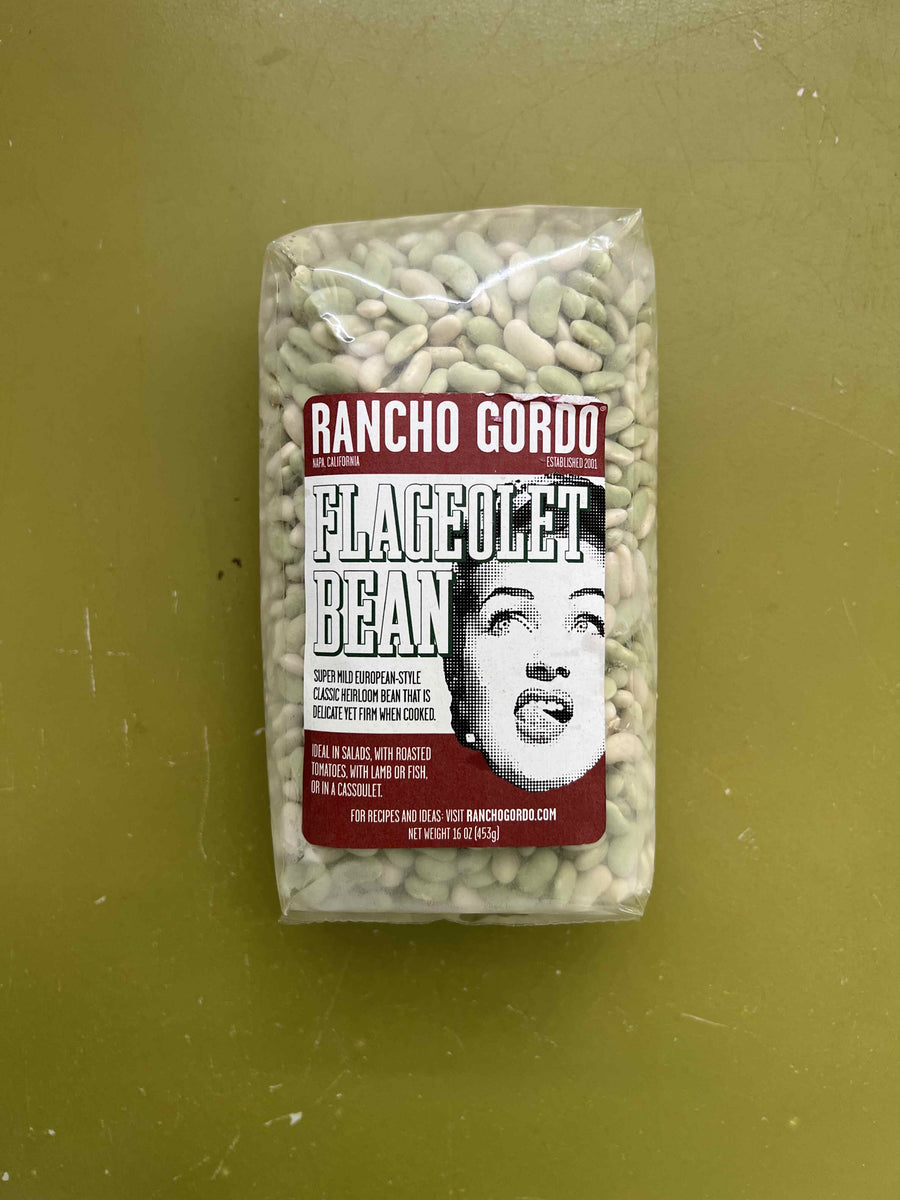 RANCHO GORDO®
NAPA, CALIFORNIA ESTABLISHED 2001
FLAGEOLET
BEAN
SUPER MILD EUROPEAN-STYLE
CLASSIC HEIRLOOM BEAN THAT IS
DELICATE YET FIRM WHEN COOKED.
IDEAL IN SALADS, WITH ROASTED
TOMATOES, WITH LAMB OR FISH,
OR IN A CASSOULET.
FOR RECIPES AND IDEAS: VISIT RANCHOGORDO.COM
NET WEIGHT 16 OZ (453g)